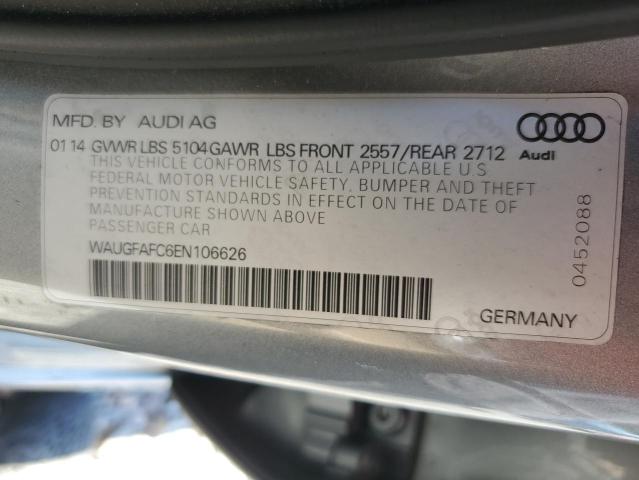 MFD. BY AUDI AG
01 14 GVWR LBS 5104 GAWR LBS FRONT 2557/REAR 2712
Audi
THIS VEHICLE CONFORMS TO ALL APPLICABLE U S
FEDERAL MOTOR VEHICLE SAFETY, BUMPER AND THEFT
PREVENTION STANDARDS IN EFFECT ON THE DATE OF
MANUFACTURE SHOWN ABOVE
PASSENGER CAR
WAUGFAFC6EN106626
0452088
GERMANY